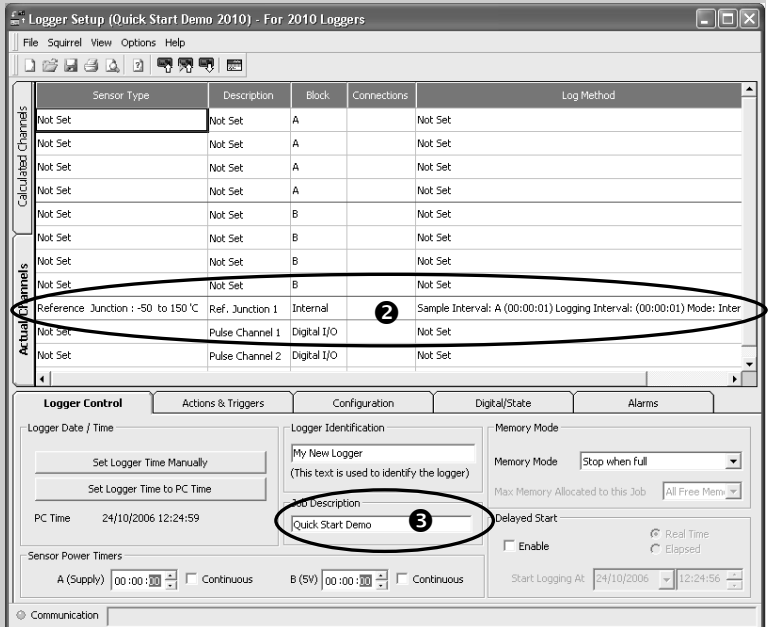 Logger Setup (Quick Start Demo 2010) - For 2010 Loggers
File Squirrel View Options Help
Sensor Type Description Block Connections Log Method
Not Set Not Set A Not Set
Not Set Not Set A Not Set
Not Set Not Set A Not Set
Not Set Not Set A Not Set
Not Set Not Set B Not Set
Not Set Not Set B Not Set
Not Set Not Set B Not Set
Not Set Not Set B Not Set
Reference Junction : -50 to 150 'C Ref. Junction 1 Internal ❷ Sample Interval: A (00:00:01) Logging Interval: (00:00:01) Mode: Inter
Not Set Pulse Channel 1 Digital I/O Not Set
Not Set Pulse Channel 2 Digital I/O Not Set
Calculated Channels
Actual Channels
Logger Control Actions & Triggers Configuration Digital/State Alarms
Logger Date / Time
Set Logger Time Manually
Set Logger Time to PC Time
PC Time 24/10/2006 12:24:59
Logger Identification
My New Logger
(This text is used to identify the logger)
Job Description
Quick Start Demo ❸
Memory Mode
Memory Mode Stop when full
Max Memory Allocated to this Job All Free Mem
Delayed Start
Enable
Real Time
Elapsed
Start Logging At 24/10/2006 12:24:56
Sensor Power Timers
A (Supply) 00:00:00 Continuous B (5V) 00:00:00 Continuous
Communication